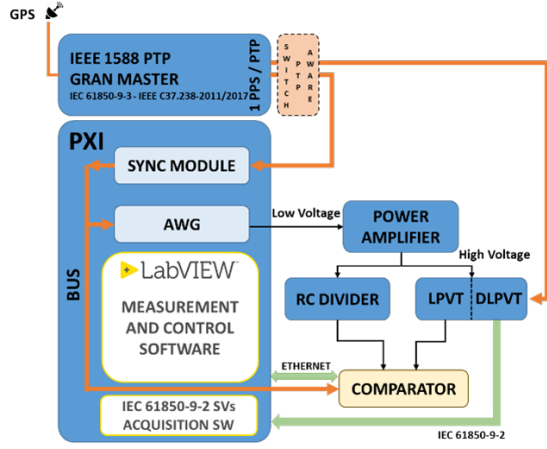 GPS
IEEE 1588 PTP
GRAN MASTER
IEC 61850-9-3 - IEEE C37.238-2011/2017
1 PPS / PTP
SWITCH
PTP
AWARE
PXI
SYNC MODULE
AWG
Low Voltage
POWER
AMPLIFIER
High Voltage
BUS
LabVIEW™
MEASUREMENT
AND CONTROL
SOFTWARE
RC DIVIDER
LPVT
DLPVT
ETHERNET
COMPARATOR
IEC 61850-9-2 SVs
ACQUISITION SW
IEC 61850-9-2